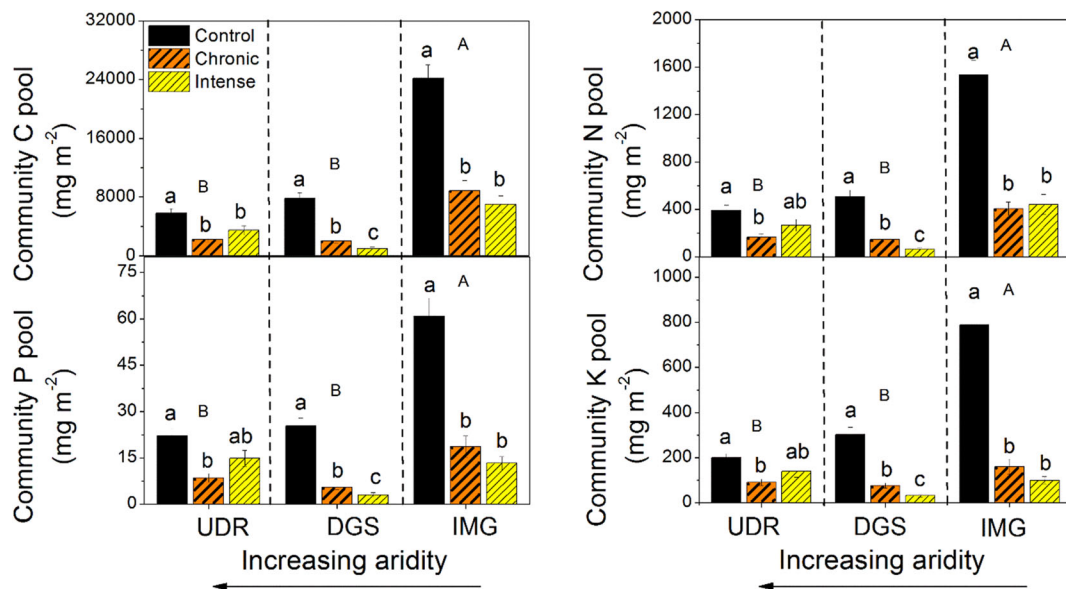 Community C pool
(mg m-2)
32000
24000
16000
8000
0
Control
Chronic
Intense
a
B
b
b
a
B
b
c
a
A
b
b
Community N pool
(mg m-2)
2000
1600
1200
800
400
0
a
B
b
ab
a
B
b
c
a
A
b
b
Community P pool
(mg m-2)
75
60
45
30
15
0
a
B
b
ab
a
B
b
c
a
A
b
b
UDR
DGS
IMG
Increasing aridity
Community K pool
(mg m-2)
1000
800
600
400
200
0
a
B
b
ab
a
B
b
c
a
A
b
b
UDR
DGS
IMG
Increasing aridity